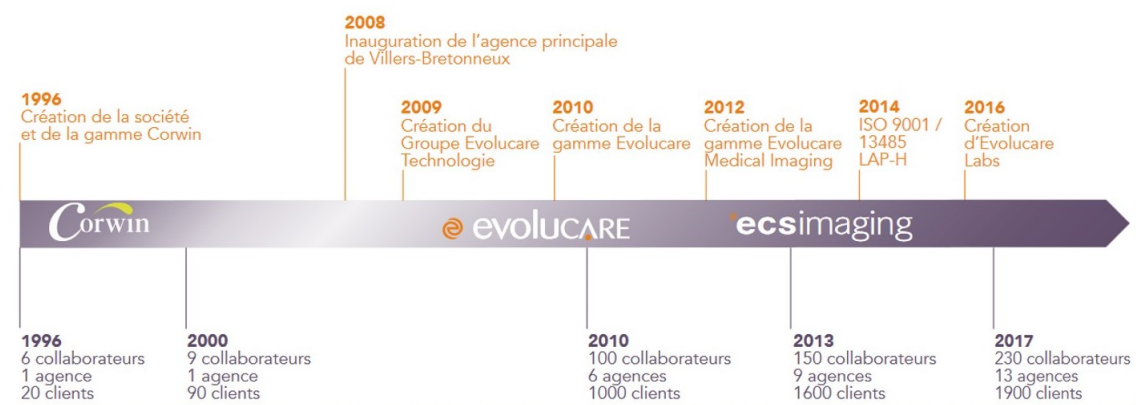 2008
Inauguration de l'agence principale
de Villers-Bretonneux
1996
Création de la société
et de la gamme Corwin
2009
Création du
Groupe Evolucare
Technologie
2010
Création de la
gamme Evolucare
2012
Création de la
gamme Evolucare
Medical Imaging
2014
ISO 9001 /
13485
LAP-H
2016
Création
d'Evolucare
Labs
Corwin
evolucare
ecsimaging
1996
6 collaborateurs
1 agence
20 clients
2000
9 collaborateurs
1 agence
90 clients
2010
100 collaborateurs
6 agences
1000 clients
2013
150 collaborateurs
9 agences
1600 clients
2017
230 collaborateurs
13 agences
1900 clients